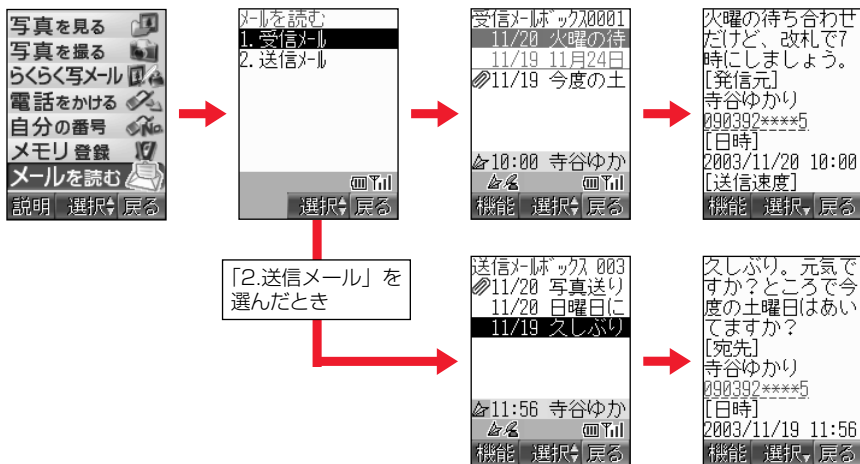 写真を見る
写真を撮る
らくらく写メール
電話をかける
自分の番号
メモリ登録
メールを読む
説明 選択 戻る
メールを読む
1.受信メール
2.送信メール
選択 戻る
受信メールボックス0001
11/20 火曜の待
11/19 11月24日
11/19 今度の土
10:00 寺谷ゆか
機能 選択 戻る
火曜の待ち合わせ
だけど、改札で7
時にしましょう。
[発信元]
寺谷ゆかり
090392****5
[日時]
2003/11/20 10:00
[送信速度]
機能 選択 戻る
「2.送信メール」を
選んだとき
送信メールボックス 003
11/20 写真送り
11/20 日曜日に
11/19 久しぶり
11:56 寺谷ゆか
機能 選択 戻る
久しぶり。元気で
すか?ところで今
度の土曜日はあい
てますか?
[宛先]
寺谷ゆかり
090392****5
[日時]
2003/11/19 11:56
機能 選択 戻る